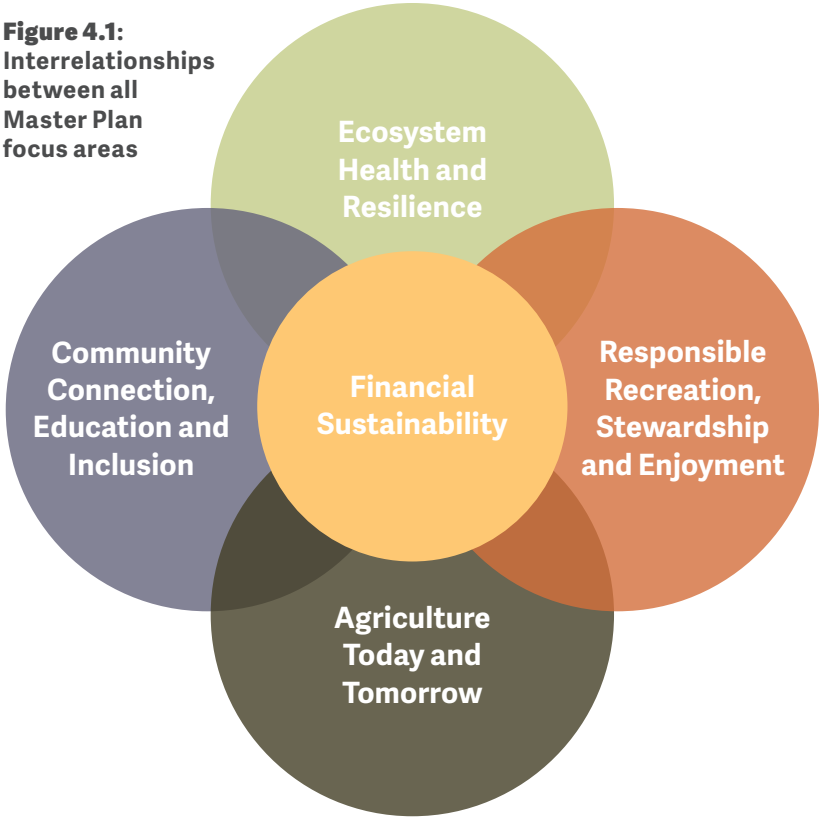 Figure 4.1:
Interrelationships
between all
Master Plan
focus areas
Ecosystem
Health and
Resilience
Community
Connection,
Education and
Inclusion
Financial
Sustainability
Responsible
Recreation,
Stewardship
and Enjoyment
Agriculture
Today and
Tomorrow